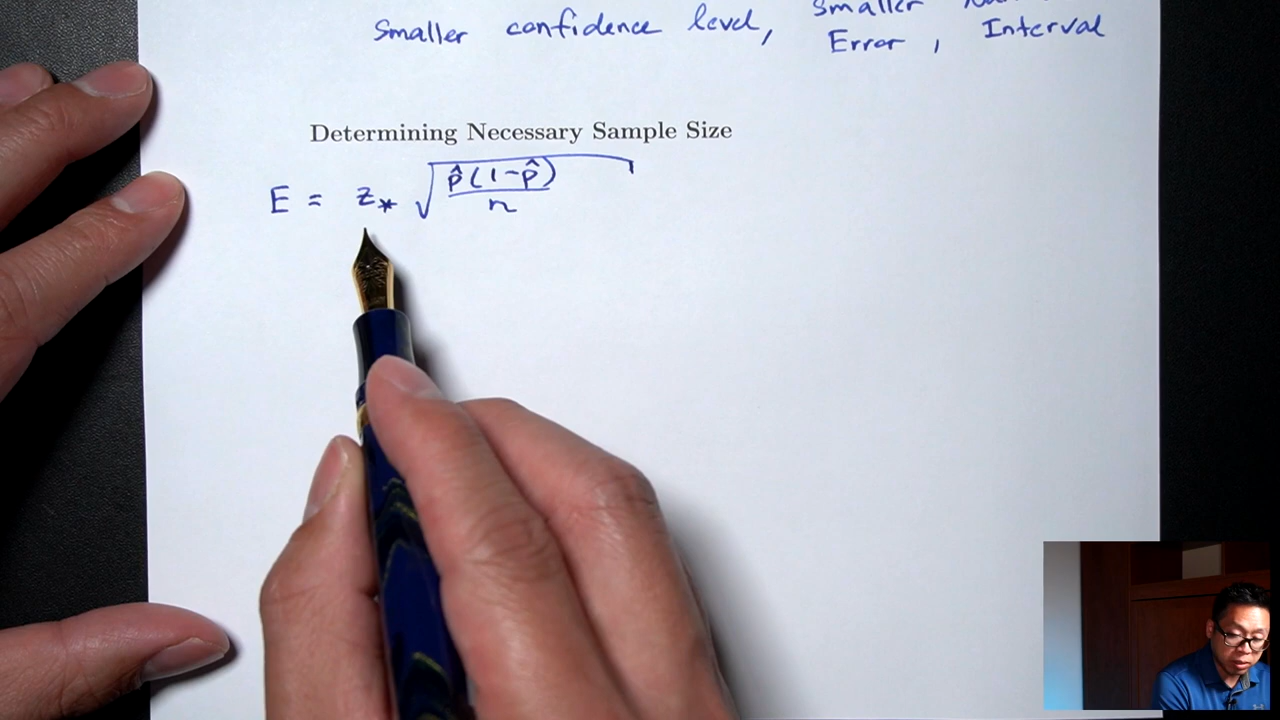 Smaller
Smaller confidence level, Error, Interval
Determining Necessary Sample Size
E = z* √(p̂(1-p̂)/n)